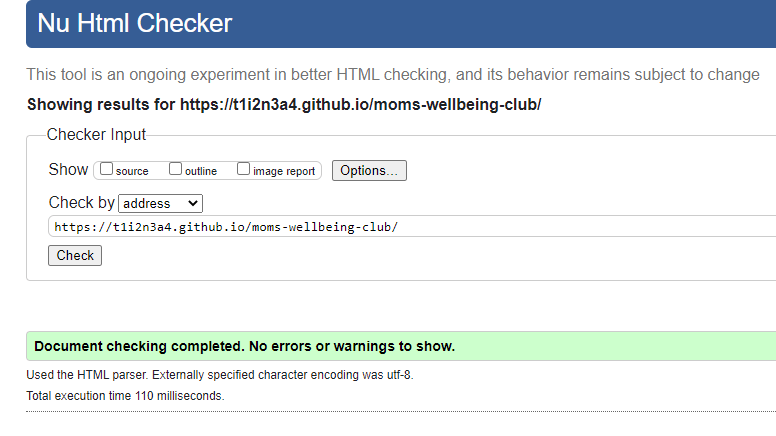 Nu Html Checker
This tool is an ongoing experiment in better HTML checking, and its behavior remains subject to change
Showing results for https://t1i2n3a4.github.io/moms-wellbeing-club/
Checker Input
Show source outline image report Options...
Check by address
https://t1i2n3a4.github.io/moms-wellbeing-club/
Check
Document checking completed. No errors or warnings to show.
Used the HTML parser. Externally specified character encoding was utf-8.
Total execution time 110 milliseconds.